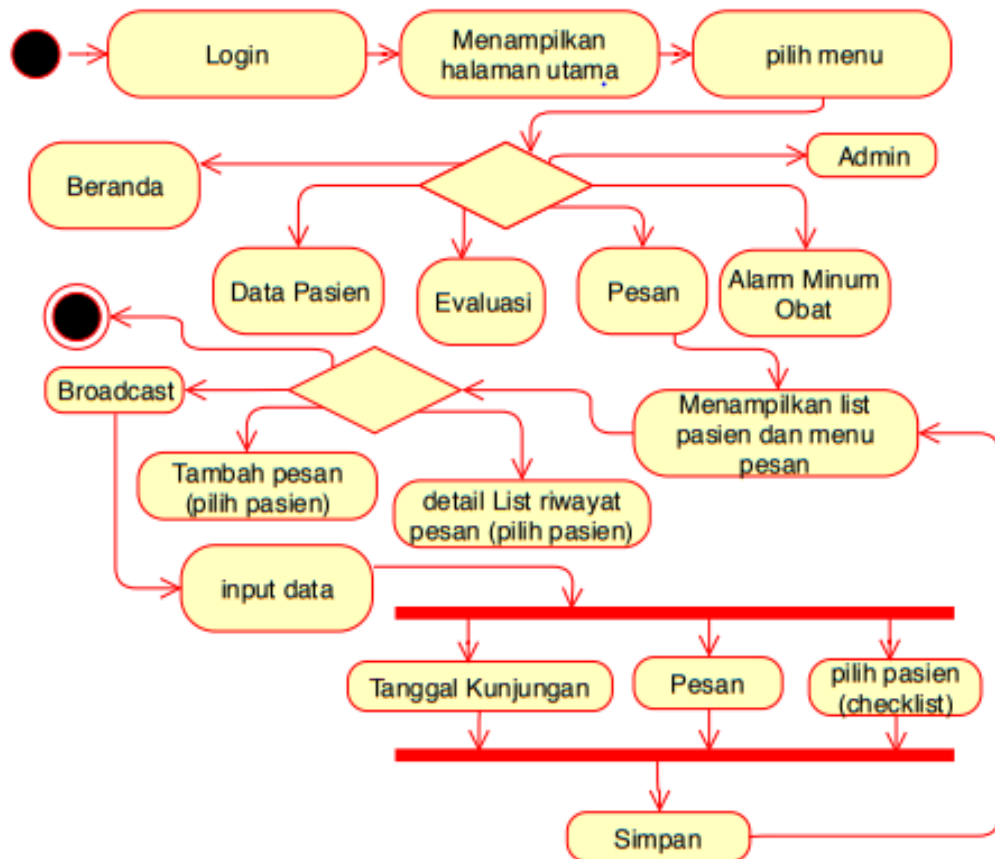 Login
Menampilkan
halaman utama
pilih menu
Beranda
Admin
Data Pasien
Evaluasi
Pesan
Alarm Minum
Obat
Broadcast
Menampilkan list
pasien dan menu
pesan
Tambah pesan
(pilih pasien)
detail List riwayat
pesan (pilih pasien)
input data
Tanggal Kunjungan
Pesan
pilih pasien
(checklist)
Simpan